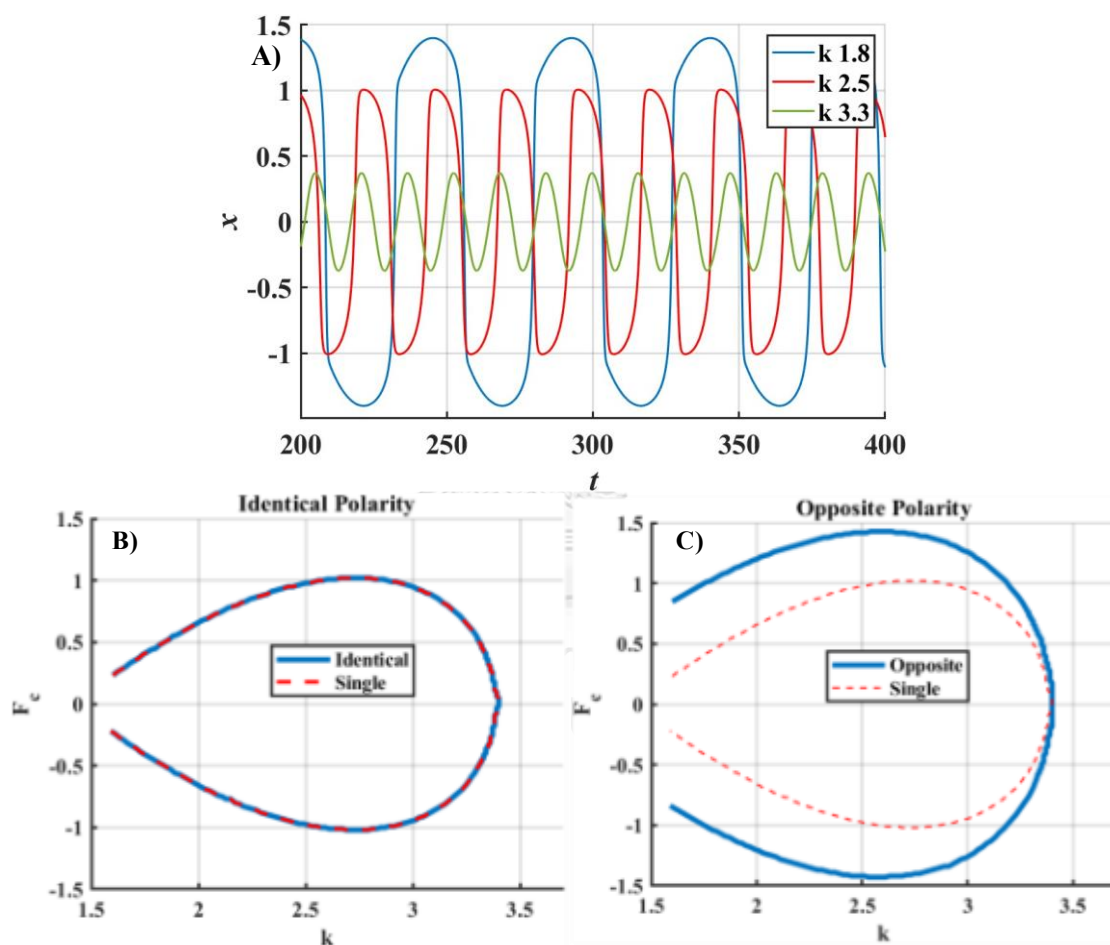 1.5
A)
k 1.8
k 2.5
k 3.3
1
0.5
x
0
-0.5
-1
200 250 300 350 400
t
Identical Polarity
B)
1.5
1
0.5
Identical
Single
F_c
0
-0.5
-1
-1.5
1.5 2 2.5 3 3.5
k
Opposite Polarity
C)
1.5
1
0.5
Opposite
Single
F_c
0
-0.5
-1
-1.5
1.5 2 2.5 3 3.5
k